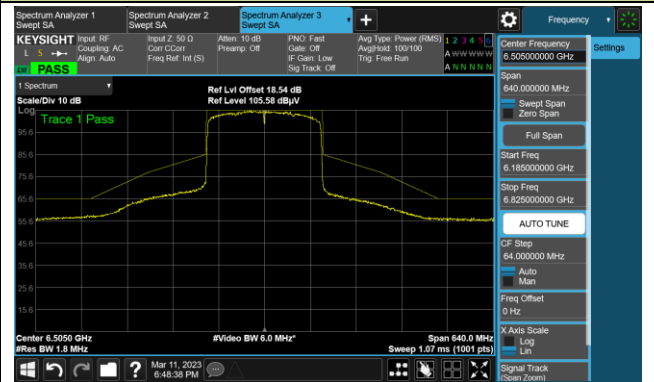 Spectrum Analyzer 1
Swept SA
Spectrum Analyzer 2
Swept SA
Spectrum Analyzer 3
Swept SA
+
Frequency
KEYSIGHT
L S
LNI PASS
Input: RF
Coupling: AC
Align: Auto
Input Z: 50 Ω
Corr CCorr
Freq Ref: Int (S)
Atten: 10 dB
Preamp: Off
PNO: Fast
Gate: Off
IF Gain: Low
Sig Track: Off
Avg Type: Power (RMS)
Avg|Hold: 100/100
Trig: Free Run
1 2 3 4 5 6
A W W W W W
A N N N N N
1 Spectrum
Scale/Div 10 dB
Ref Lvl Offset 18.54 dB
Ref Level 105.58 dBµV
Log
Trace 1 Pass
95.6
85.6
75.6
65.6
55.6
45.6
35.6
25.6
15.6
Center 6.5050 GHz
#Res BW 1.8 MHz
#Video BW 6.0 MHz*
Span 640.0 MHz
Sweep 1.07 ms (1001 pts)
Center Frequency
6.505000000 GHz
Settings
Span
640.000000 MHz
Swept Span
Zero Span
Full Span
Start Freq
6.185000000 GHz
Stop Freq
6.825000000 GHz
AUTO TUNE
CF Step
64.000000 MHz
Auto
Man
Freq Offset
0 Hz
X Axis Scale
Log
Lin
Signal Track
(Span Zoom)
?
Mar 11, 2023
6:48:38 PM